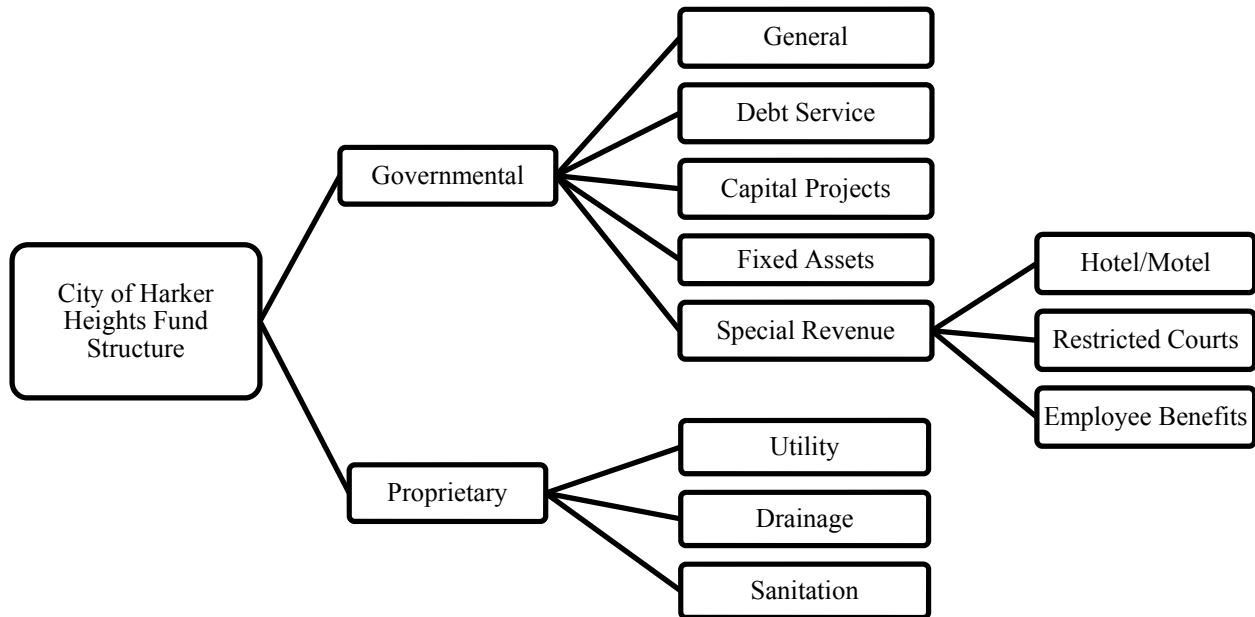 City of Harker
Heights Fund
Structure
Governmental
General
Debt Service
Capital Projects
Fixed Assets
Special Revenue
Hotel/Motel
Restricted Courts
Employee Benefits
Proprietary
Utility
Drainage
Sanitation